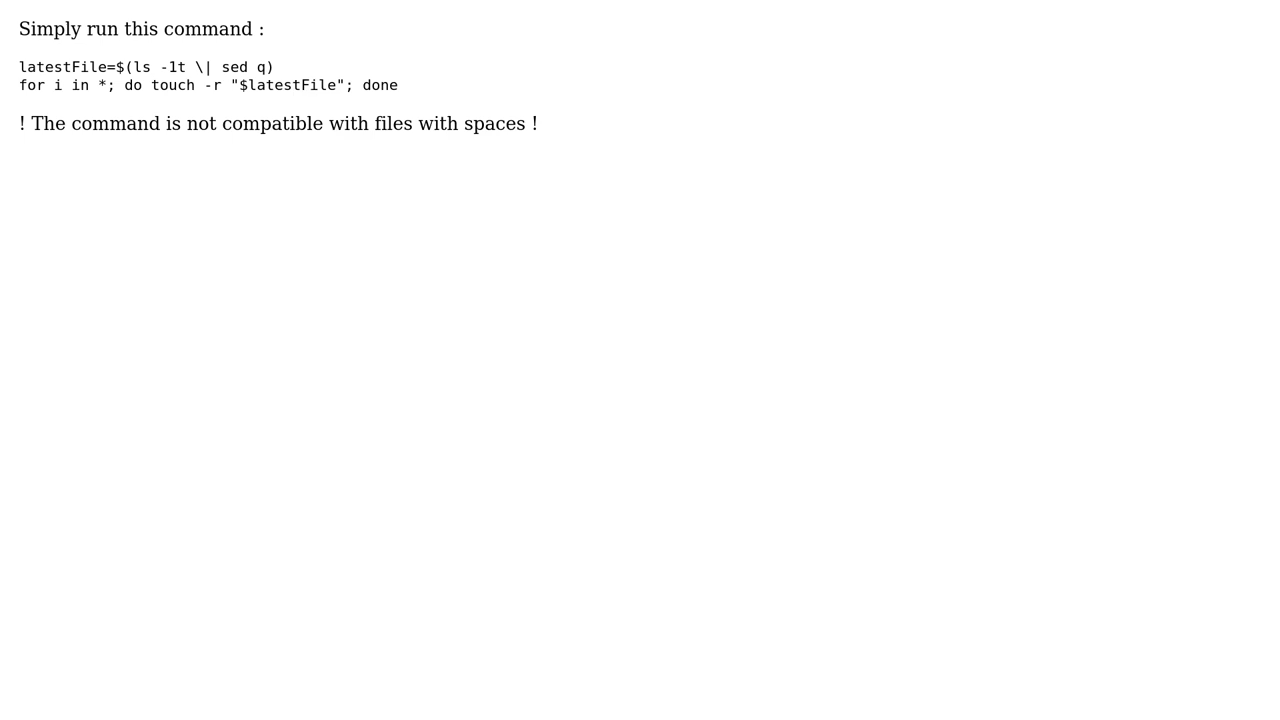 Simply run this command :
latestFile=$(ls -1t \| sed q)
for i in *; do touch -r "$latestFile"; done
! The command is not compatible with files with spaces !